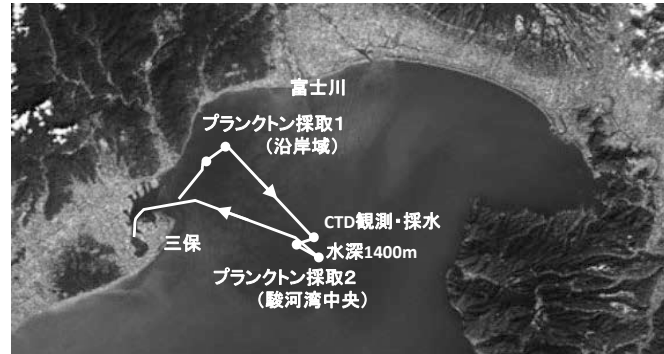 富士川
プランクトン採取1
（沿岸域）
CTD観測・採水
水深1400m
三保
プランクトン採取2
（駿河湾中央）